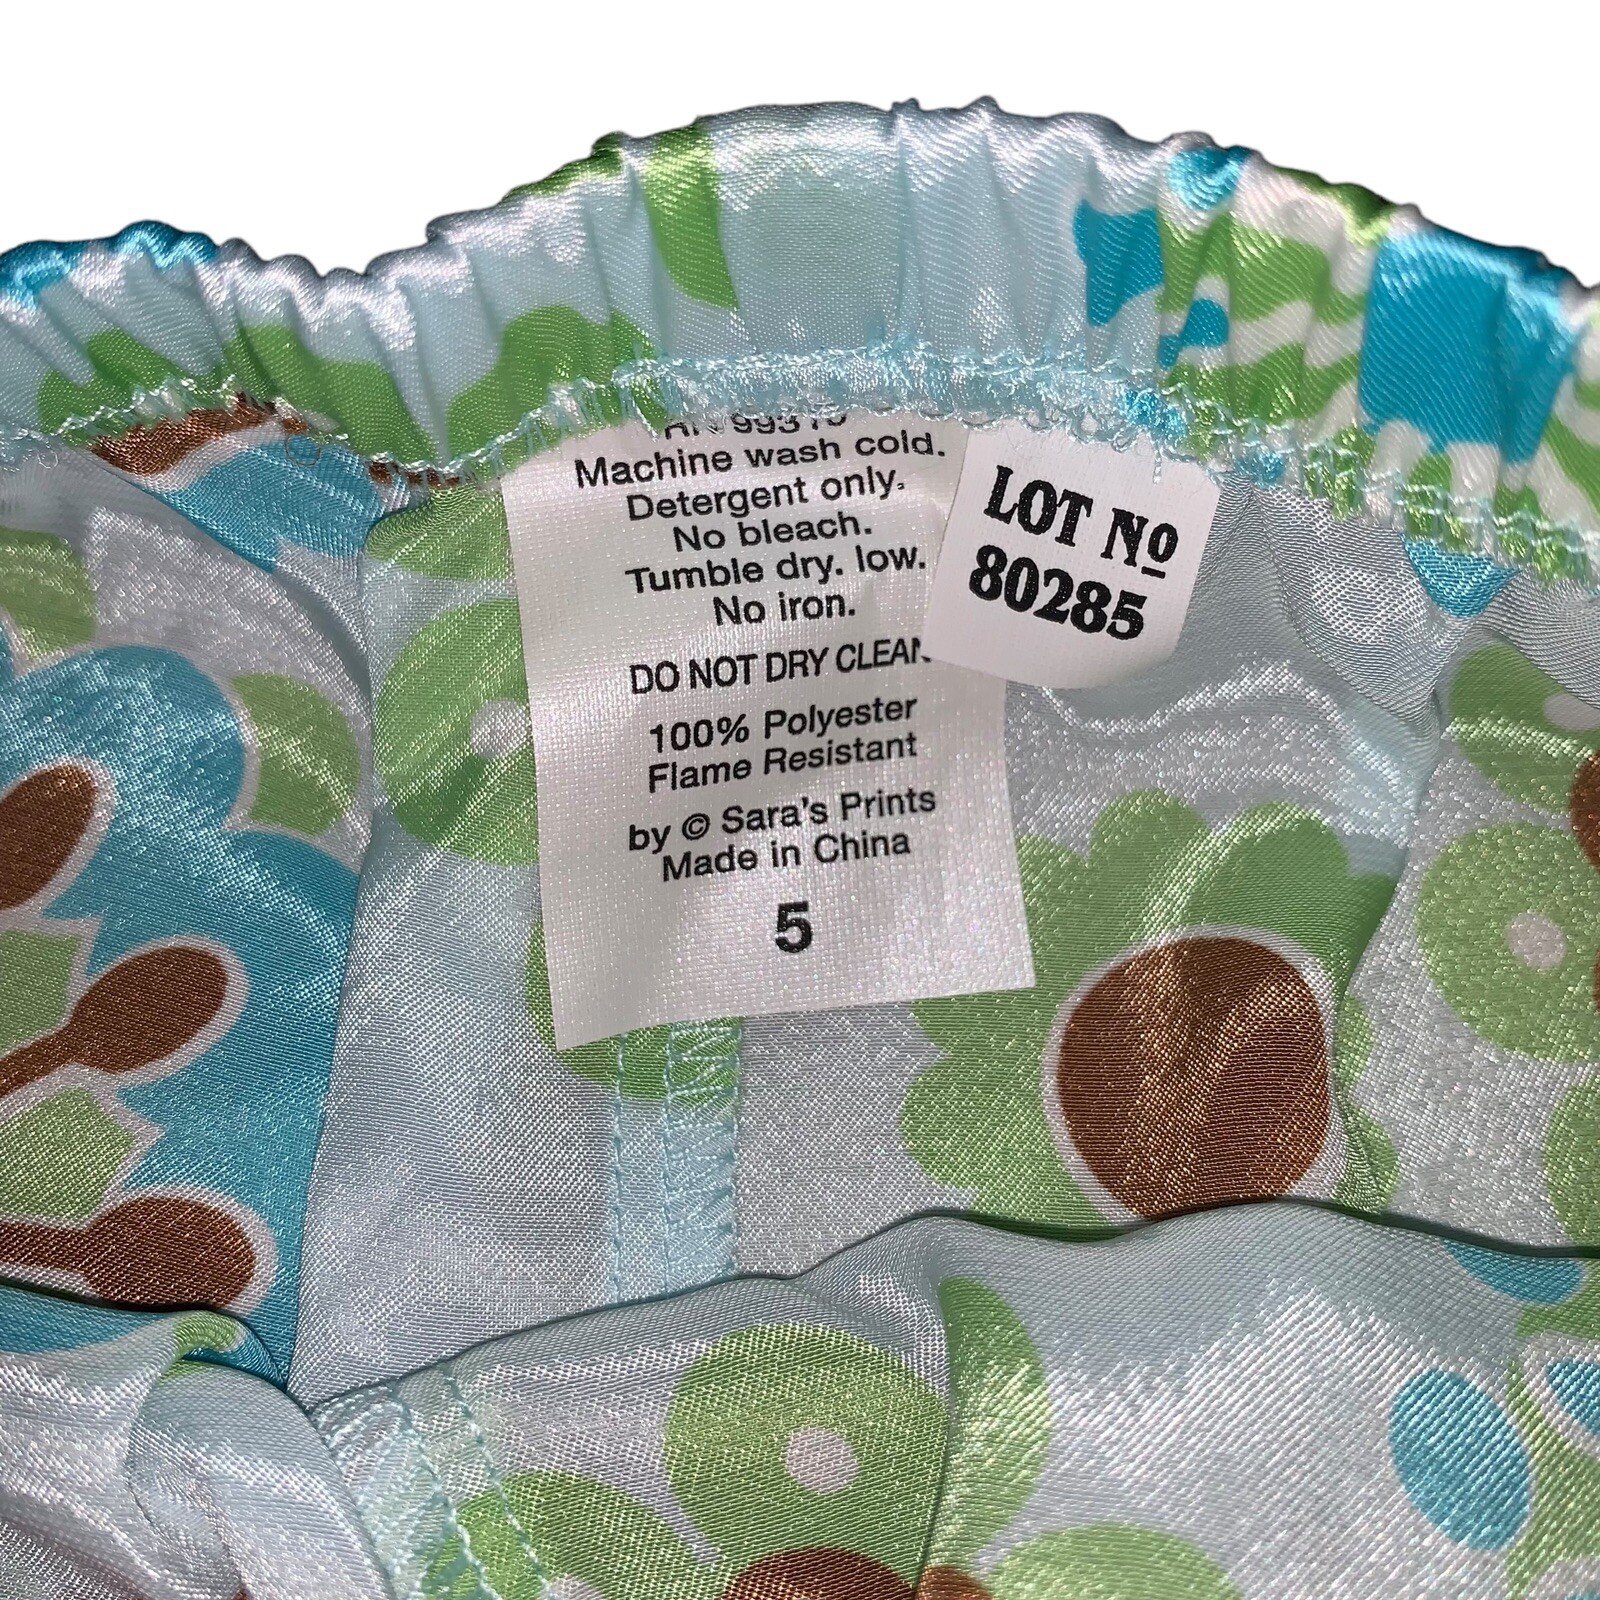 Machine wash cold.
Detergent only.
No bleach.
Tumble dry. low.
No iron.
DO NOT DRY CLEAN
100% Polyester
Flame Resistant
by © Sara's Prints
Made in China
5
LOT No
80285